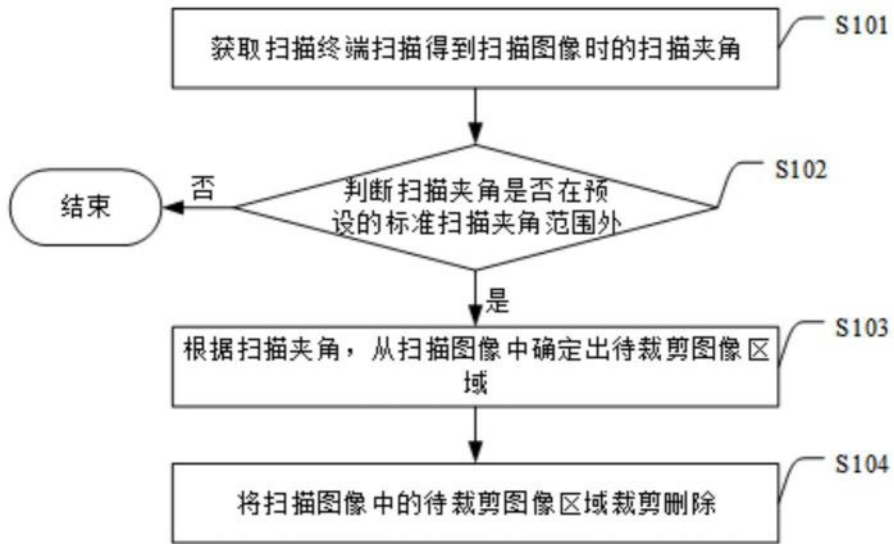 获取扫描终端扫描得到扫描图像时的扫描夹角
S101
判断扫描夹角是否在预
设的标准扫描夹角范围外
S102
否
结束
是
根据扫描夹角，从扫描图像中确定出待裁剪图像区
域
S103
将扫描图像中的待裁剪图像区域裁剪删除
S104